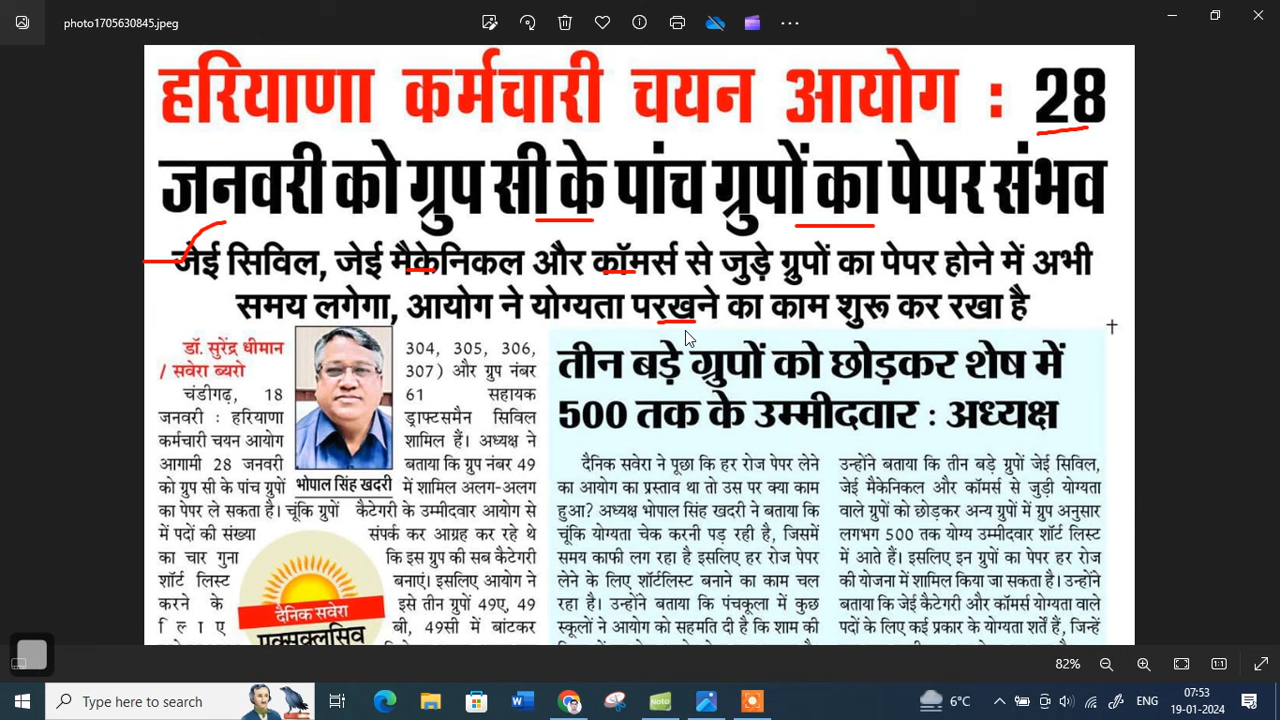 photo1705630845.jpeg
हरियाणा कर्मचारी चयन आयोग : 28
जनवरी को ग्रुप सी के पांच ग्रुपों का पेपर संभव
जेई सिविल, जेई मैकेनिकल और कॉमर्स से जुड़े ग्रुपों का पेपर होने में अभी
समय लगेगा, आयोग ने योग्यता परखने का काम शुरू कर रखा है
डॉ. सुरेंद्र धीमान
/ सवेरा ब्यरो
चंडीगढ़, 18
जनवरी : हरियाणा
कर्मचारी चयन आयोग
आगामी 28 जनवरी
को ग्रुप सी के पांच ग्रुपों
का पेपर ले सकता है। चूंकि ग्रुपों
में पदों की संख्या
का चार गुना
शॉर्ट लिस्ट
करने के
लिए
भोपाल सिंह खदरी
दैनिक सवेरा
एक्सक्लूसिव
304, 305, 306,
307) और ग्रुप नंबर
61 सहायक
ड्राफ्टसमैन सिविल
शामिल हैं। अध्यक्ष ने
बताया कि ग्रुप नंबर 49
में शामिल अलग-अलग
कैटेगरी के उम्मीदवार आयोग से
संपर्क कर आग्रह कर रहे थे
कि इस ग्रुप की सब कैटेगरी
बनाएं। इसलिए आयोग ने
इसे तीन ग्रुपों 49ए, 49
बी, 49सी में बांटकर
तीन बड़े ग्रुपों को छोड़कर शेष में
500 तक के उम्मीदवार : अध्यक्ष
दैनिक सवेरा ने पूछा कि हर रोज पेपर लेने
का आयोग का प्रस्ताव था तो उस पर क्या काम
हुआ? अध्यक्ष भोपाल सिंह खदरी ने बताया कि
चूंकि योग्यता चेक करनी पड़ रही है, जिसमें
समय काफी लग रहा है इसलिए हर रोज पेपर
लेने के लिए शॉर्टलिस्ट बनाने का काम चल
रहा है। उन्होंने बताया कि पंचकूला में कुछ
स्कूलों ने आयोग को सहमति दी है कि शाम की
उन्होंने बताया कि तीन बड़े ग्रुपों जेई सिविल,
जेई मैकेनिकल और कॉमर्स से जुड़ी योग्यता
वाले ग्रुपों को छोड़कर अन्य ग्रुपों में ग्रुप अनुसार
लगभग 500 तक योग्य उम्मीदवार शॉर्ट लिस्ट
में आते हैं। इसलिए इन ग्रुपों का पेपर हर रोज
की योजना में शामिल किया जा सकता है। उन्होंने
बताया कि जेई कैटेगरी और कॉमर्स योग्यता वाले
पदों के लिए कई प्रकार के योग्यता शर्तें हैं, जिन्हें
82%
Type here to search
6°C
ENG
07:53
19-01-2024